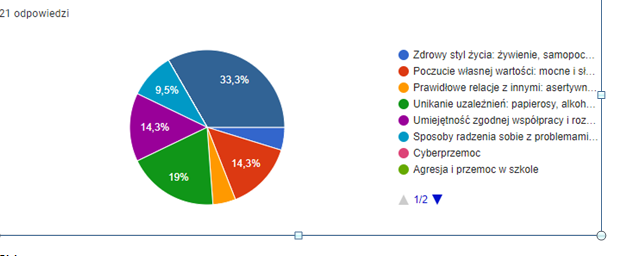 21 odpowiedzi
33,3%
9,5%
14,3%
19%
14,3%
Zdrowy styl życia: żywienie, samopoc...
Poczucie własnej wartości: mocne i sł...
Prawidłowe relacje z innymi: asertywn...
Unikanie uzależnień: papierosy, alkoh...
Umiejętność zgodnej współpracy i roz...
Sposoby radzenia sobie z problemami...
Cyberprzemoc
Agresja i przemoc w szkole
1/2